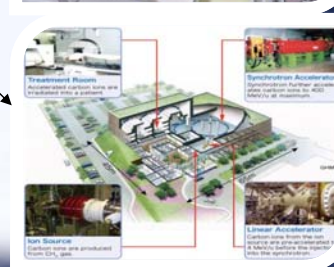 Treatment Room
Accelerated carbon ions are
irradiated into a patient.
Synchrotron Accelerator
Synchrotron further acceler-
able carbon ions to 400
MeV/u at maximum.
Ion Source
Carbon ions are produced
from CH₄ gas.
Linear Accelerator
Carbon ions from the ion
source are pre-accelerated
4 MeV/u before the injection
into the synchrotron.